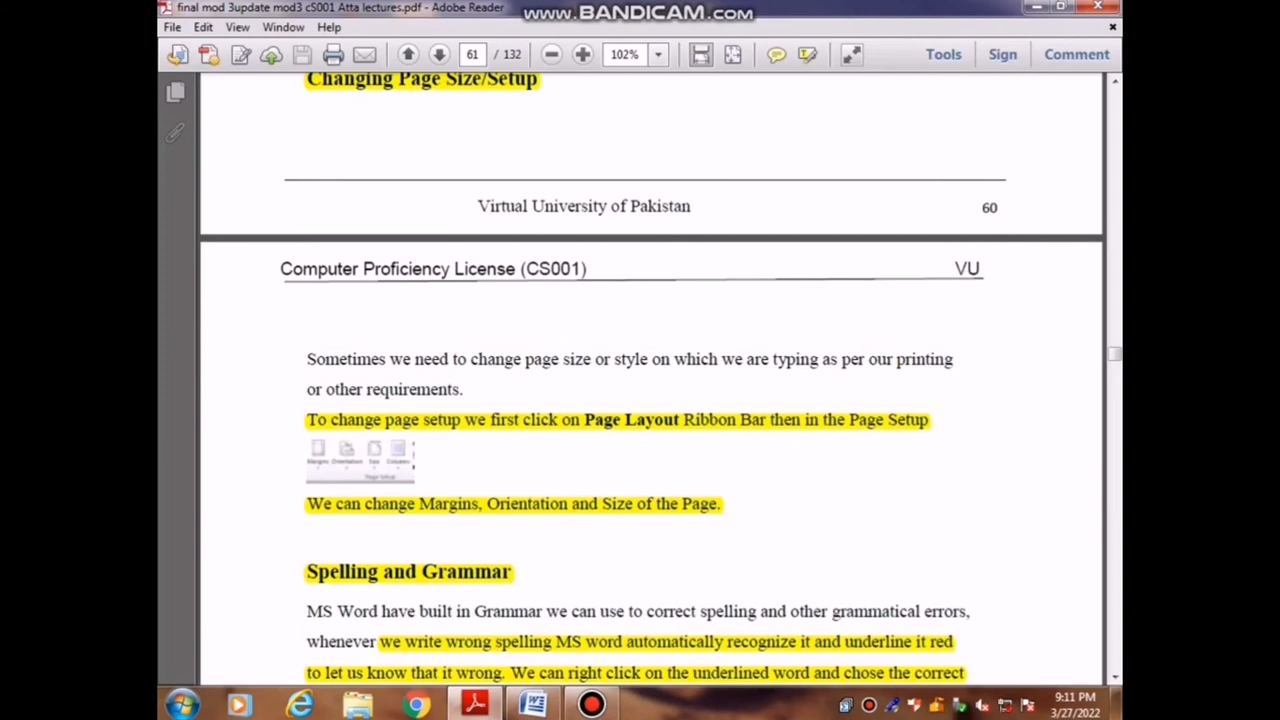 final mod 3update mod3 cS001 Atta lectures.pdf - Adobe Reader
www.BANDICAM.com
File Edit View Window Help
61 / 132 102% Tools Sign Comment
Changing Page Size/Setup
Virtual University of Pakistan 60
Computer Proficiency License (CS001) VU
Sometimes we need to change page size or style on which we are typing as per our printing
or other requirements.
To change page setup we first click on Page Layout Ribbon Bar then in the Page Setup
Margins Orientation Size Columns
Page Setup
We can change Margins, Orientation and Size of the Page.
Spelling and Grammar
MS Word have built in Grammar we can use to correct spelling and other grammatical errors,
whenever we write wrong spelling MS word automatically recognize it and underline it red
to let us know that it wrong. We can right click on the underlined word and chose the correct
9:11 PM
3/27/2022